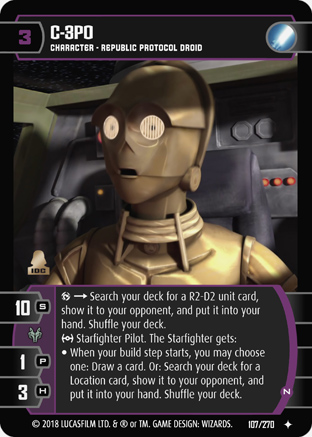 3 C-3PO
CHARACTER • REPUBLIC PROTOCOL DROID
IDC
10 S
→ Search your deck for a R2-D2 unit card,
show it to your opponent, and put it into your
hand. Shuffle your deck.
Starfighter Pilot. The Starfighter gets:
• When your build step starts, you may choose
one: Draw a card. Or: Search your deck for a
Location card, show it to your opponent, and
put it into your hand. Shuffle your deck.
1 P
3 H
N
© 2018 LUCASFILM LTD. & ® or TM. GAME DESIGN: WIZARDS. 107/270